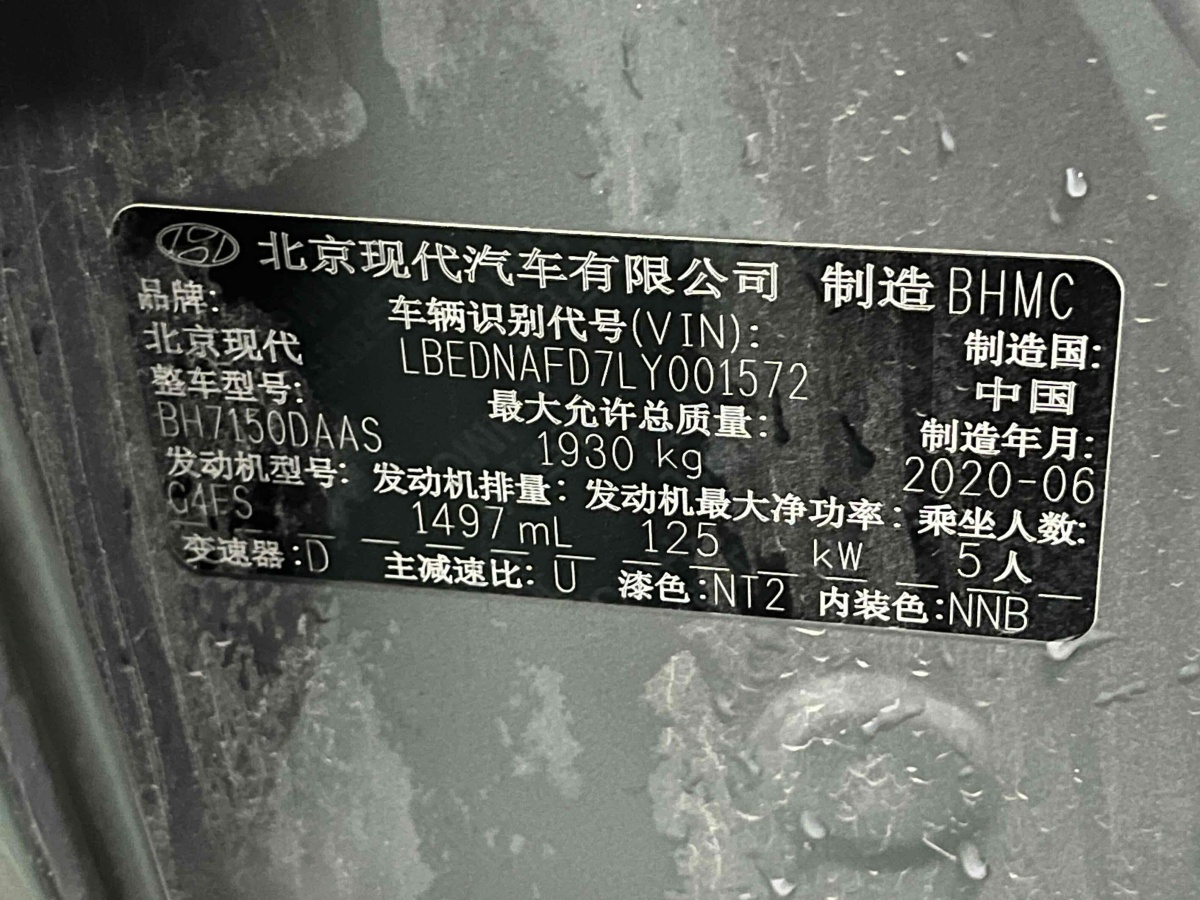 北京现代汽车有限公司 制造 BHMC
品牌: 车辆识别代号(VIN): 制造国:
北京现代 LBEDNAFD7LY001572 中国
整车型号: 最大允许总质量: 制造年月:
BH7150DAAS 1930 kg 2020-06
发动机型号: 发动机排量: 发动机最大净功率: 乘坐人数:
G4FS 1497 mL 125 kW 5人
变速器:D 主减速比: U 漆色:NT2 内装色:NNB